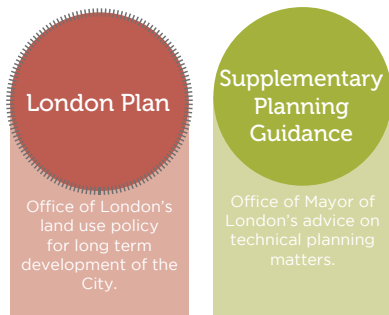 London Plan
Office of London's
land use policy
for long term
development of the
City.
Supplementary
Planning
Guidance
Office of Mayor of
London's advice on
technical planning
matters.